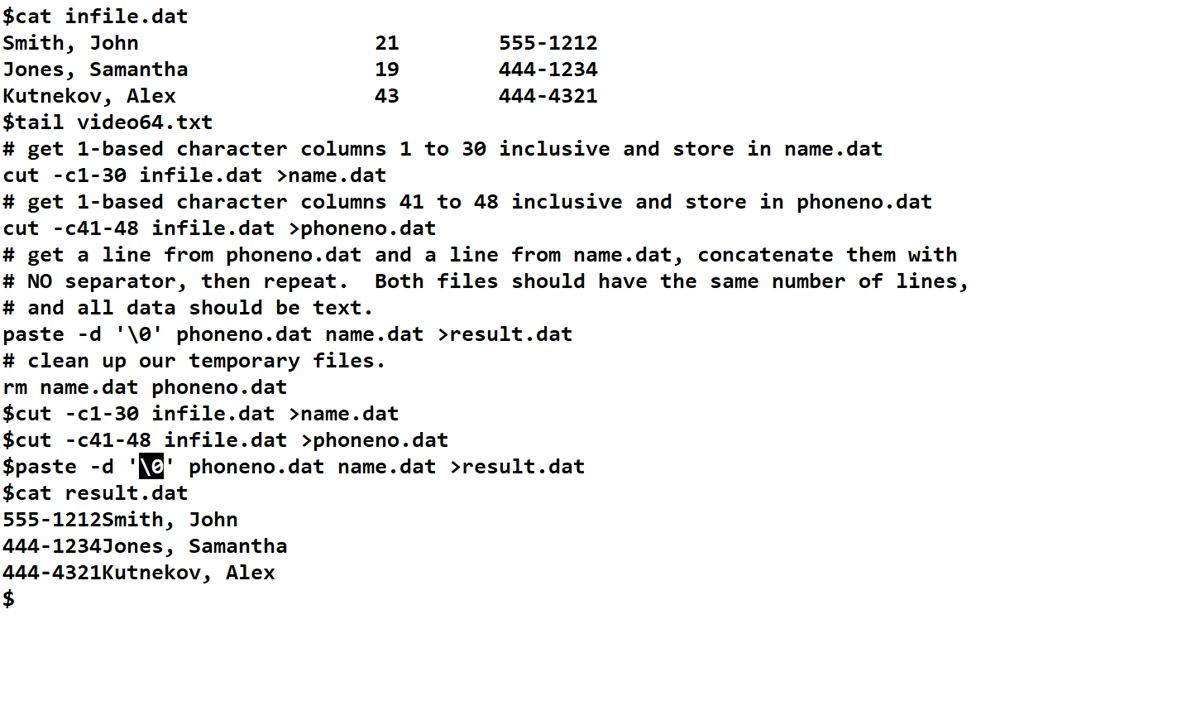 $cat infile.dat
Smith, John                   21        555-1212
Jones, Samantha               19        444-1234
Kutnekov, Alex                43        444-4321
$tail video64.txt
# get 1-based character columns 1 to 30 inclusive and store in name.dat
cut -c1-30 infile.dat >name.dat
# get 1-based character columns 41 to 48 inclusive and store in phoneno.dat
cut -c41-48 infile.dat >phoneno.dat
# get a line from phoneno.dat and a line from name.dat, concatenate them with
# NO separator, then repeat.  Both files should have the same number of lines,
# and all data should be text.
paste -d '\0' phoneno.dat name.dat >result.dat
# clean up our temporary files.
rm name.dat phoneno.dat
$cut -c1-30 infile.dat >name.dat
$cut -c41-48 infile.dat >phoneno.dat
$paste -d '\0' phoneno.dat name.dat >result.dat
$cat result.dat
555-1212Smith, John
444-1234Jones, Samantha
444-4321Kutnekov, Alex
$